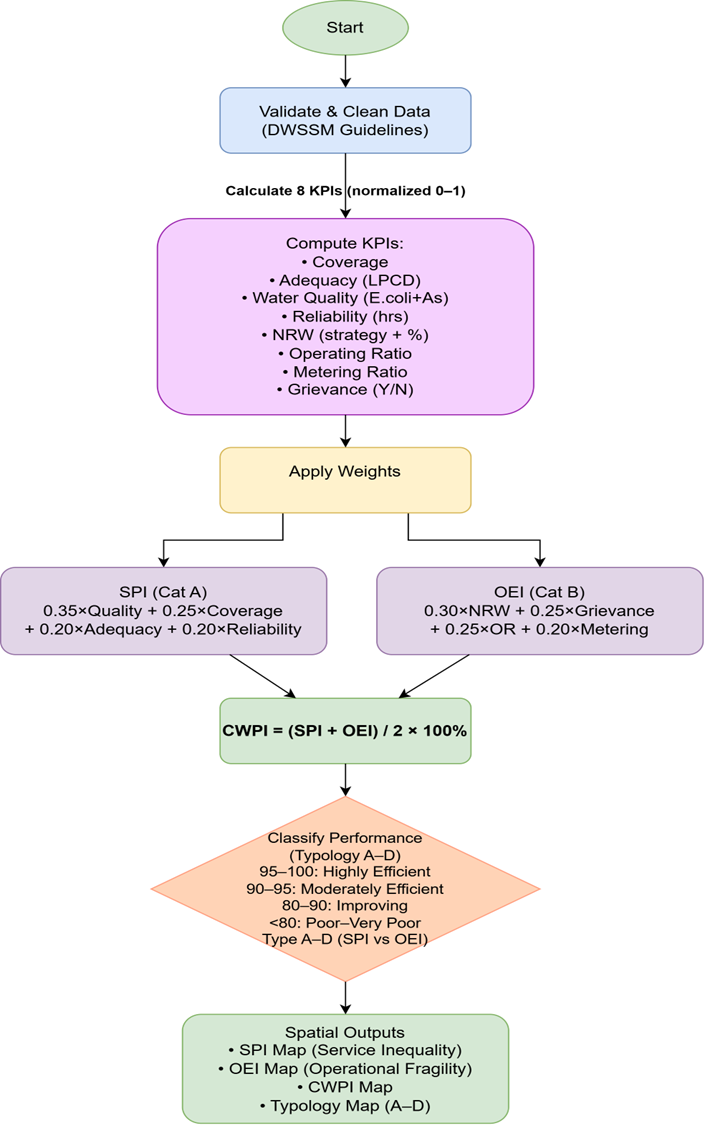 Start
Validate & Clean Data
(DWSSM Guidelines)
Calculate 8 KPIs (normalized 0–1)
Compute KPIs:
• Coverage
• Adequacy (LPCD)
• Water Quality (E.coli+As)
• Reliability (hrs)
• NRW (strategy + %)
• Operating Ratio
• Metering Ratio
• Grievance (Y/N)
Apply Weights
SPI (Cat A)
0.35×Quality + 0.25×Coverage
+ 0.20×Adequacy + 0.20×Reliability
OEI (Cat B)
0.30×NRW + 0.25×Grievance
+ 0.25×OR + 0.20×Metering
CWPI = (SPI + OEI) / 2 × 100%
Classify Performance
(Typology A–D)
95–100: Highly Efficient
90–95: Moderately Efficient
80–90: Improving
<80: Poor–Very Poor
Type A–D (SPI vs OEI)
Spatial Outputs
• SPI Map (Service Inequality)
• OEI Map (Operational Fragility)
• CWPI Map
• Typology Map (A–D)